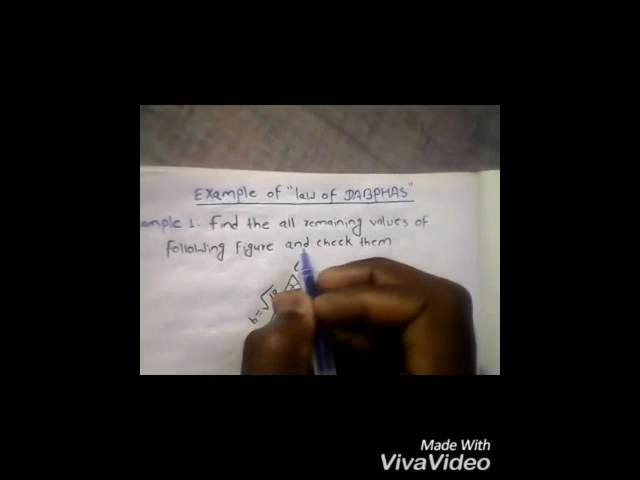 Example of "law of DABPHAS"
ample 1. Find the all remaining values of
following figure and check them
C
b = √10
Made With
VivaVideo